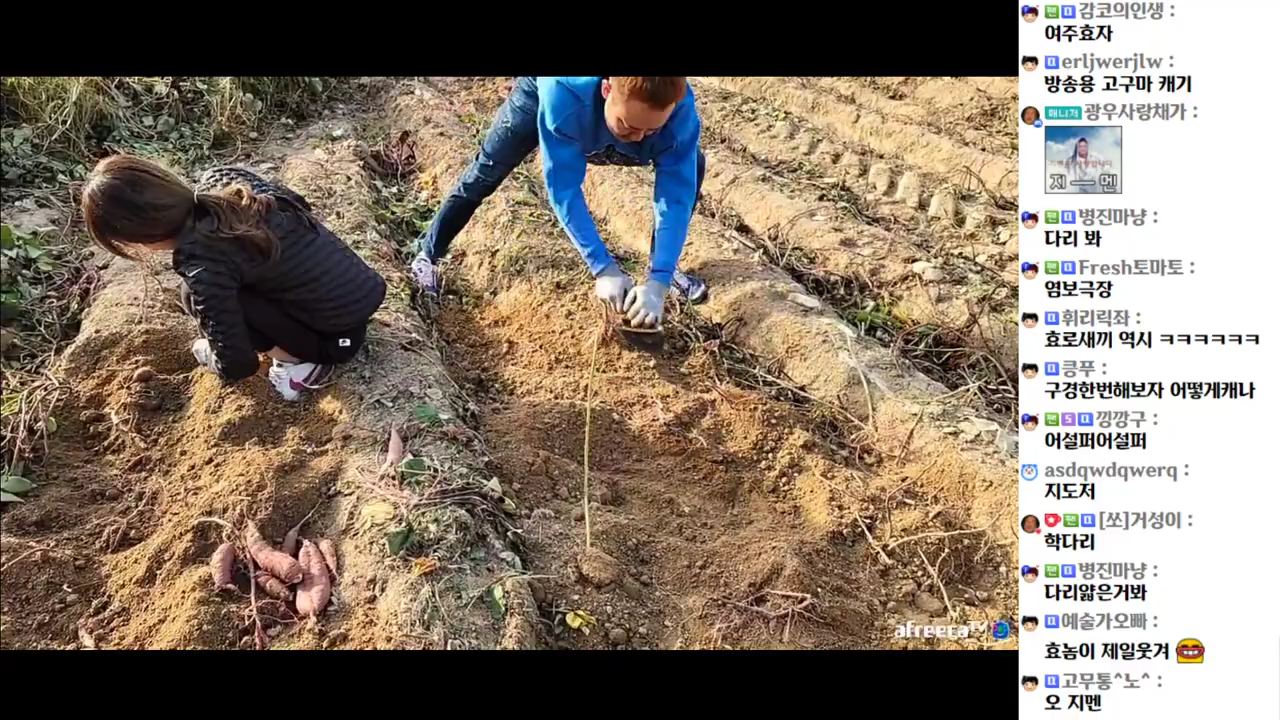 감코의인생 :
여주효자
erljwerjlw :
방송용 고구마 캐기
매니저 광우사랑채가 :
지—멘
병진마냥 :
다리 봐
Fresh토마토 :
염보극장
휘리릭좌 :
효로새끼 역시 ㅋㅋㅋㅋㅋㅋ
킁푸 :
구경한번해보자 어떻게캐나
낑깡구 :
어설퍼어설퍼
asdqwdqwerq :
지도저
[쏘]거성이 :
학다리
병진마냥 :
다리얇은거봐
예술가오빠 :
효놈이 제일웃겨
고무통^노^ :
오 지멘
afreecaTV